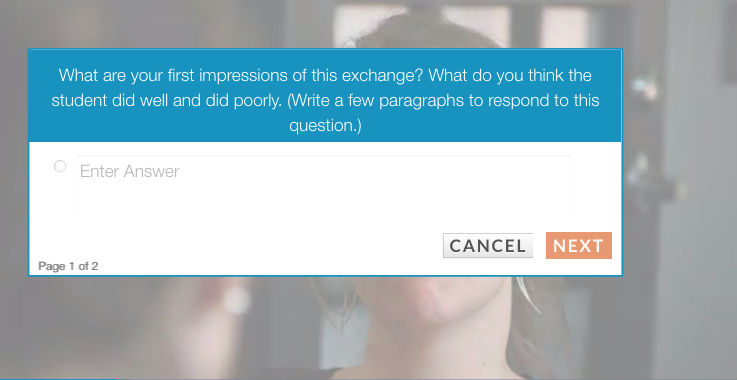 What are your first impressions of this exchange? What do you think the
student did well and did poorly. (Write a few paragraphs to respond to this
question.)
Enter Answer
CANCEL NEXT
Page 1 of 2